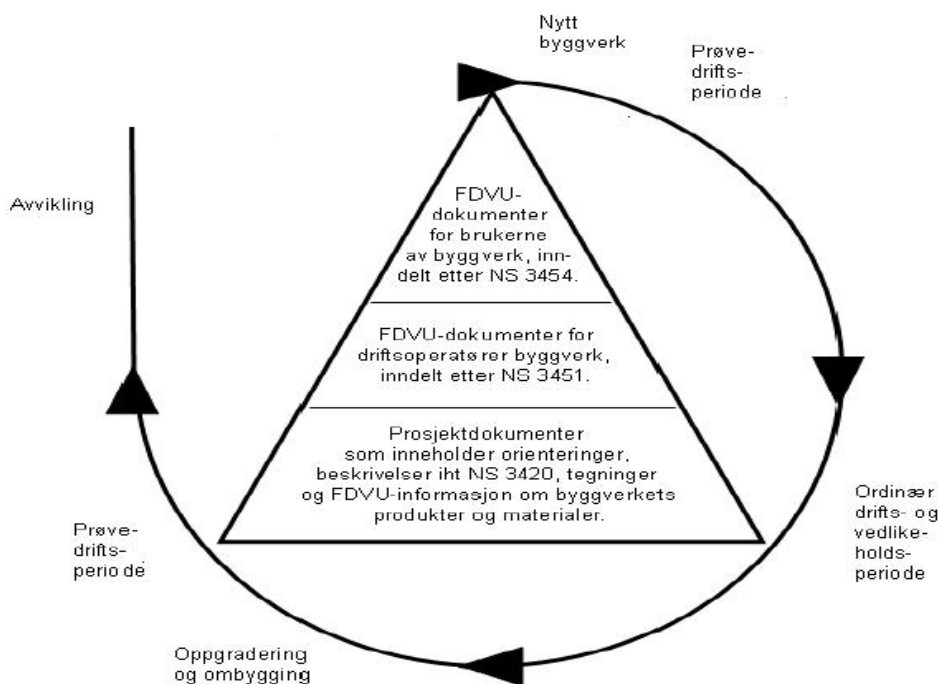 Nytt
byggverk
Prøve-
drifts-
periode
Avvikling
FDVU-
dokumenter
for brukerne
av byggverk, inn-
delt etter NS 3454.
FDVU-dokumenter for
driftsoperatører byggverk,
inndelt etter NS 3451.
Prosjektdokumenter
som inneholder orienteringer,
beskrivelser iht NS 3420, tegninger
og FDVU-informasjon om byggverkets
produkter og materialer.
Ordinær
drifts- og
vedlike-
holds-
periode
Prøve-
drifts-
periode
Oppgradering
og ombygging